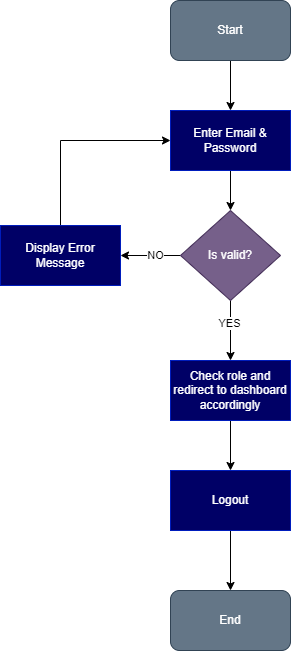 Start
Enter Email &
Password
Is valid?
NO
Display Error
Message
YES
Check role and
redirect to dashboard
accordingly
Logout
End